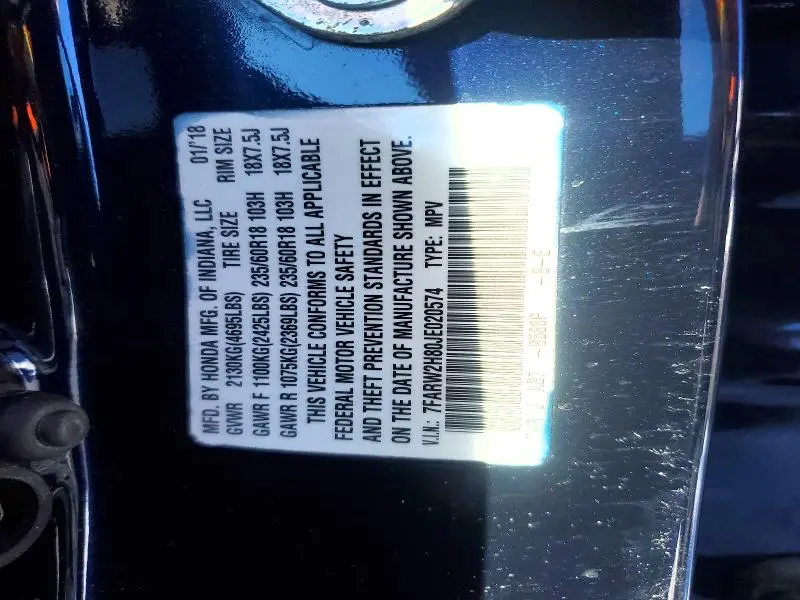 MFD. BY HONDA MFG. OF INDIANA, LLC 01/'18
GVWR 2130KG(4695LBS) TIRE SIZE RIM SIZE
GAWR F 1100KG(2425LBS) 235/60R18 103H 18X7.5J
GAWR R 1075KG(2369LBS) 235/60R18 103H 18X7.5J
THIS VEHICLE CONFORMS TO ALL APPLICABLE
FEDERAL MOTOR VEHICLE SAFETY
AND THEFT PREVENTION STANDARDS IN EFFECT
ON THE DATE OF MANUFACTURE SHOWN ABOVE.
V.I.N.: 7FARW2H80JE020574 TYPE: MPV